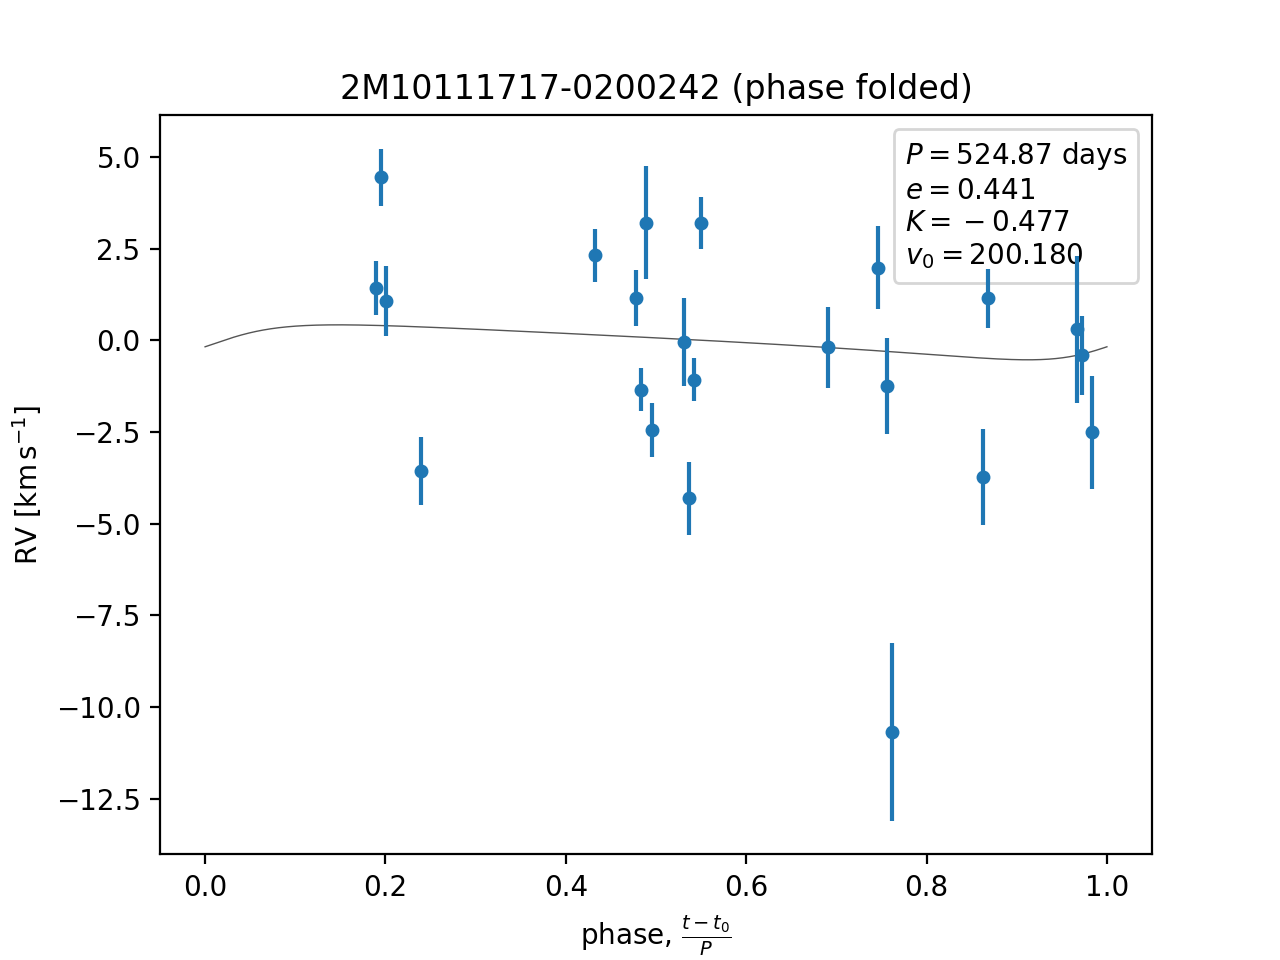 2M10111717-0200242 (phase folded)
P = 524.87 days
e = 0.441
K = −0.477
v₀ = 200.180
5.0
2.5
0.0
−2.5
−5.0
−7.5
−10.0
−12.5
RV [km s⁻¹]
0.0 0.2 0.4 0.6 0.8 1.0
phase, (t − t₀)/P